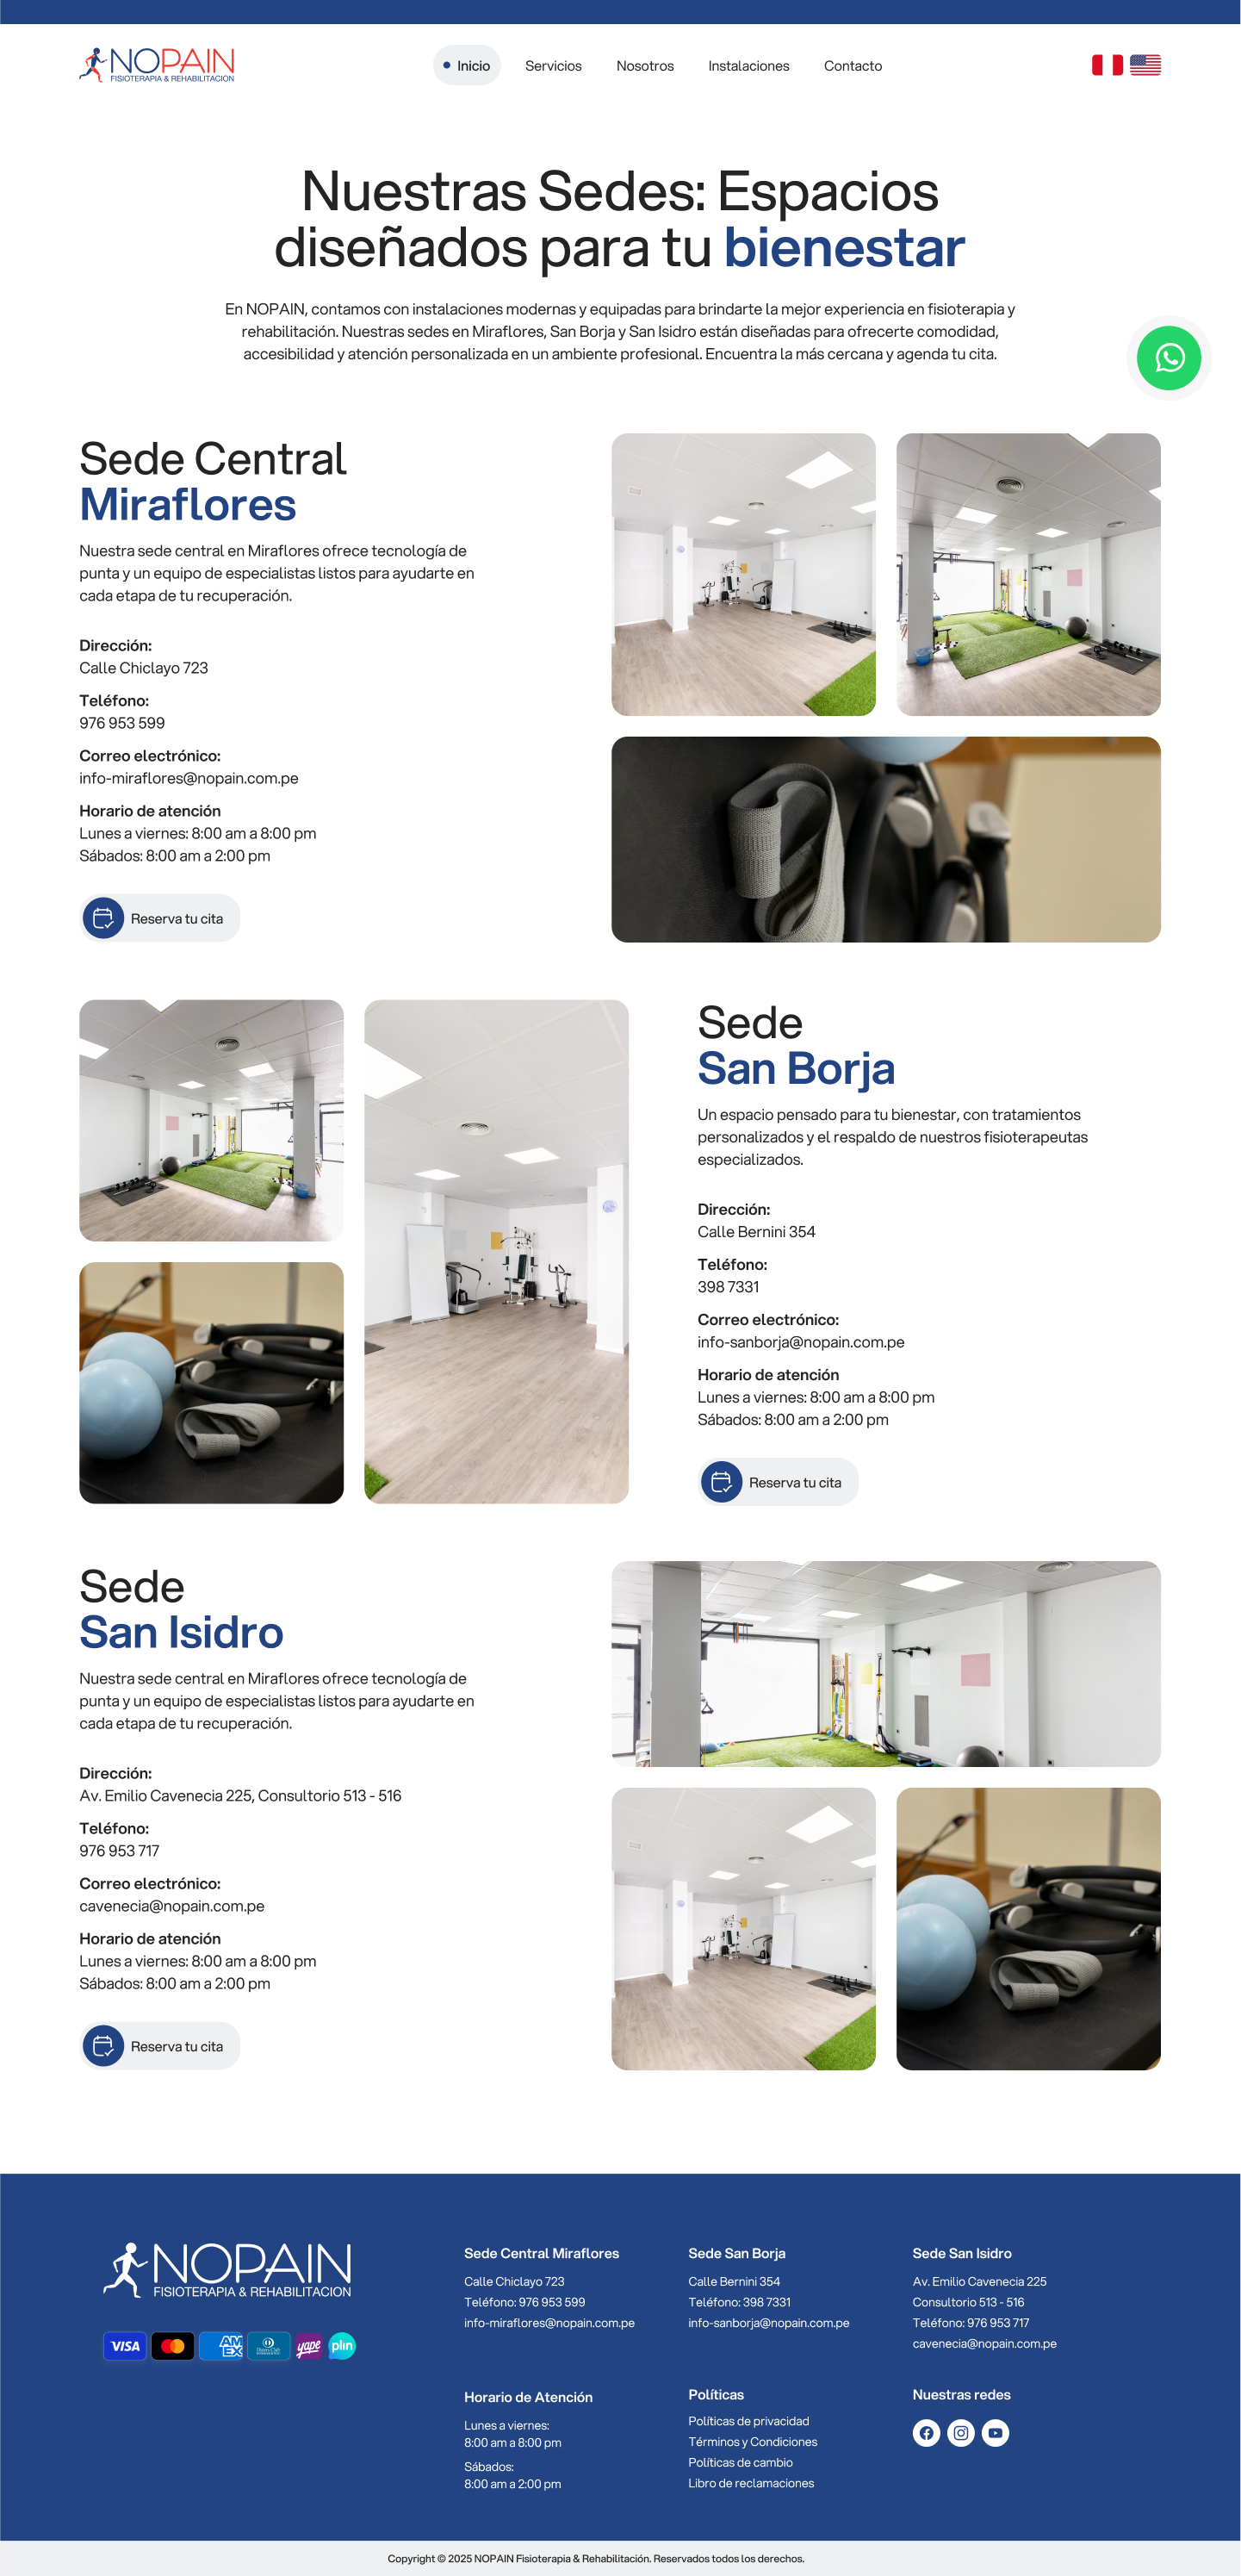 NOPAIN
FISIOTERAPIA & REHABILITACION
Inicio
Servicios
Nosotros
Instalaciones
Contacto
Nuestras Sedes: Espacios
diseñados para tu bienestar
En NOPAIN, contamos con instalaciones modernas y equipadas para brindarte la mejor experiencia en fisioterapia y
rehabilitación. Nuestras sedes en Miraflores, San Borja y San Isidro están diseñadas para ofrecerte comodidad,
accesibilidad y atención personalizada en un ambiente profesional. Encuentra la más cercana y agenda tu cita.
Sede Central
Miraflores
Nuestra sede central en Miraflores ofrece tecnología de
punta y un equipo de especialistas listos para ayudarte en
cada etapa de tu recuperación.
Dirección:
Calle Chiclayo 723
Teléfono:
976 953 599
Correo electrónico:
info-miraflores@nopain.com.pe
Horario de atención
Lunes a viernes: 8:00 am a 8:00 pm
Sábados: 8:00 am a 2:00 pm
Reserva tu cita
Sede
San Borja
Un espacio pensado para tu bienestar, con tratamientos
personalizados y el respaldo de nuestros fisioterapeutas
especializados.
Dirección:
Calle Bernini 354
Teléfono:
398 7331
Correo electrónico:
info-sanborja@nopain.com.pe
Horario de atención
Lunes a viernes: 8:00 am a 8:00 pm
Sábados: 8:00 am a 2:00 pm
Reserva tu cita
Sede
San Isidro
Nuestra sede central en Miraflores ofrece tecnología de
punta y un equipo de especialistas listos para ayudarte en
cada etapa de tu recuperación.
Dirección:
Av. Emilio Cavenecia 225, Consultorio 513 - 516
Teléfono:
976 953 717
Correo electrónico:
cavenecia@nopain.com.pe
Horario de atención
Lunes a viernes: 8:00 am a 8:00 pm
Sábados: 8:00 am a 2:00 pm
Reserva tu cita
NOPAIN
FISIOTERAPIA & REHABILITACION
VISA
AM
EX
Diners Club
yape
plin
Sede Central Miraflores
Calle Chiclayo 723
Teléfono: 976 953 599
info-miraflores@nopain.com.pe
Sede San Borja
Calle Bernini 354
Teléfono: 398 7331
info-sanborja@nopain.com.pe
Sede San Isidro
Av. Emilio Cavenecia 225
Consultorio 513 - 516
Teléfono: 976 953 717
cavenecia@nopain.com.pe
Horario de Atención
Lunes a viernes:
8:00 am a 8:00 pm
Sábados:
8:00 am a 2:00 pm
Políticas
Políticas de privacidad
Términos y Condiciones
Políticas de cambio
Libro de reclamaciones
Nuestras redes
Copyright © 2025 NOPAIN Fisioterapia & Rehabilitación. Reservados todos los derechos.